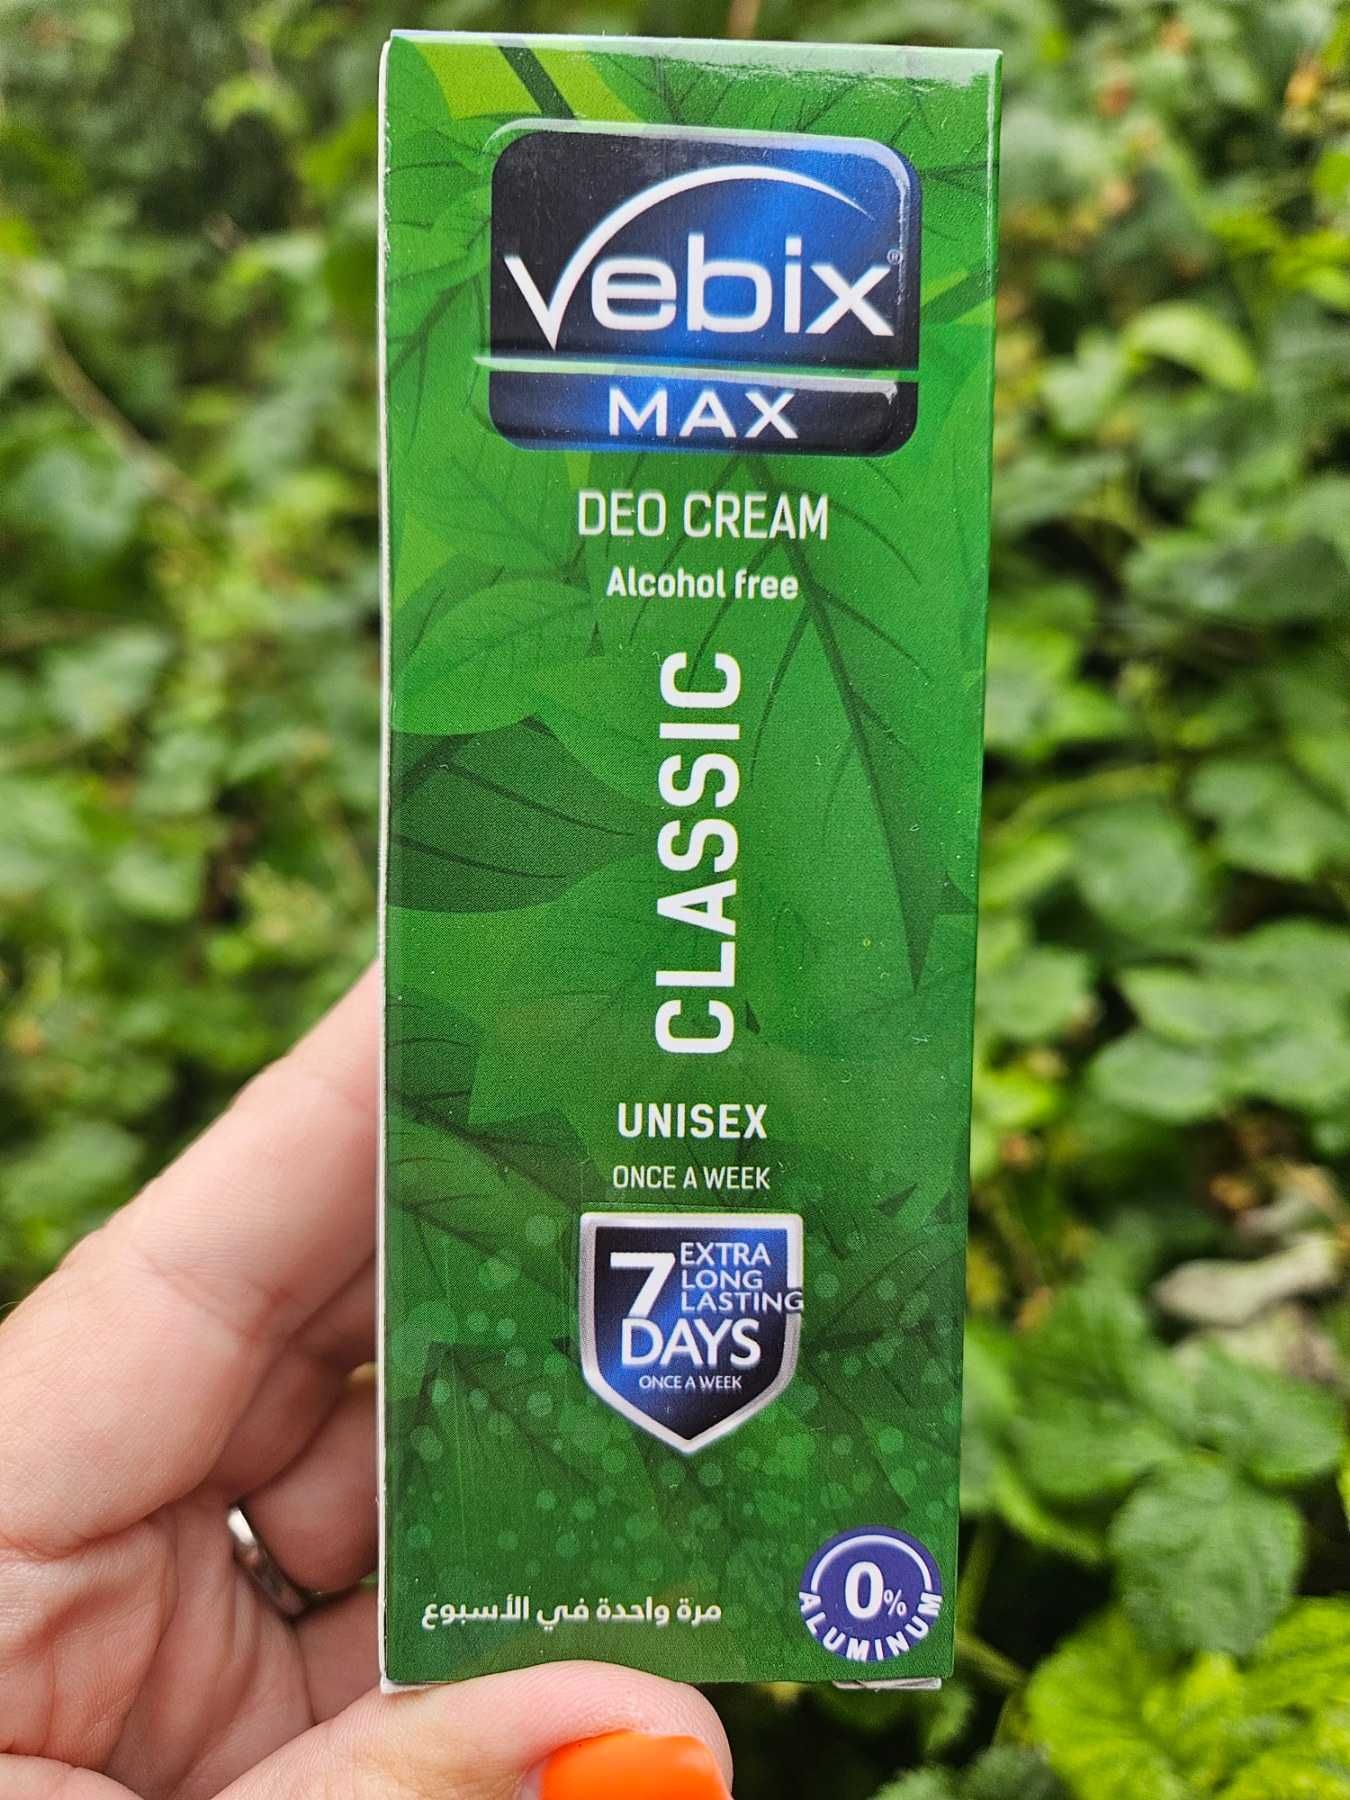 Vebix®
MAX
DEO CREAM
Alcohol free
CLASSIC
UNISEX
ONCE A WEEK
7 EXTRA
LONG
LASTING
DAYS
ONCE A WEEK
مرة واحدة في الأسبوع
0%
ALUMINUM